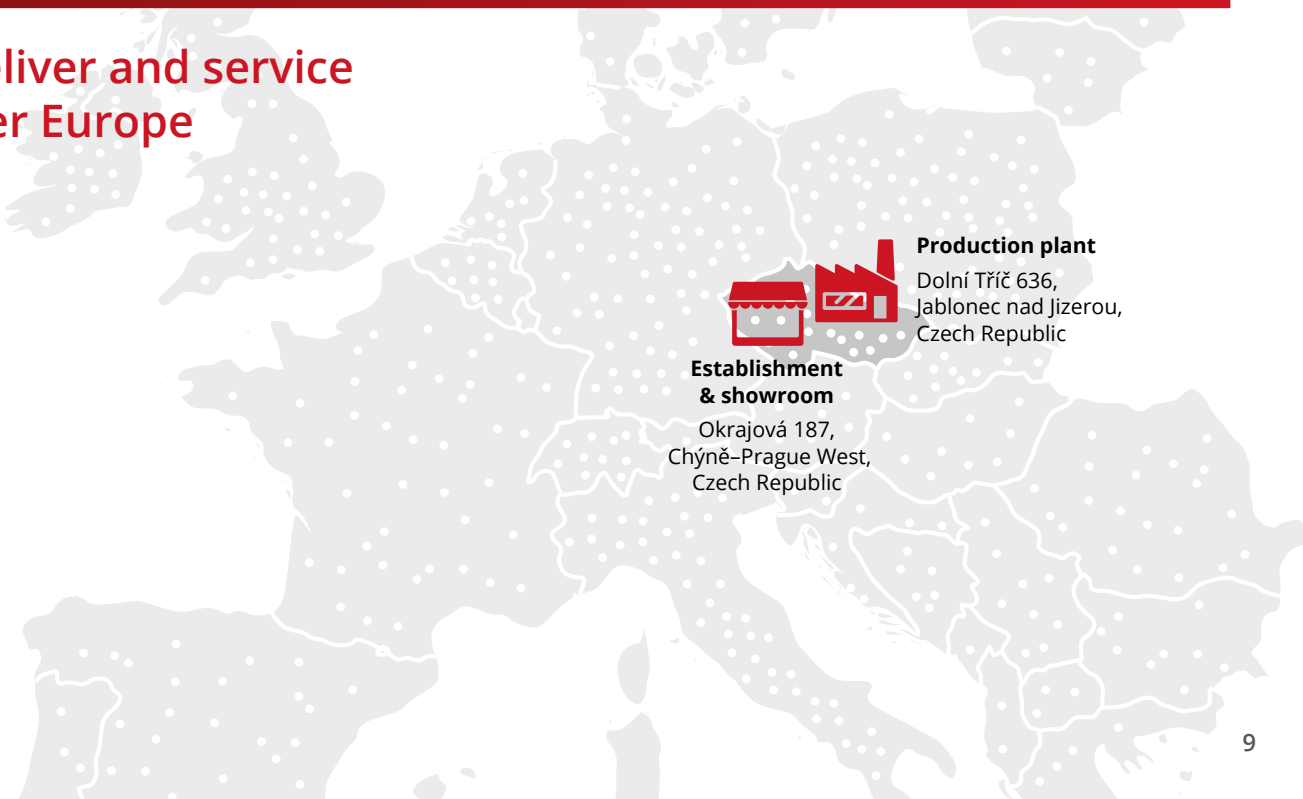 eliver and service
er Europe
Production plant
Dolní Tříč 636,
Jablonec nad Jizerou,
Czech Republic
Establishment
& showroom
Okrajová 187,
Chýně–Prague West,
Czech Republic
9